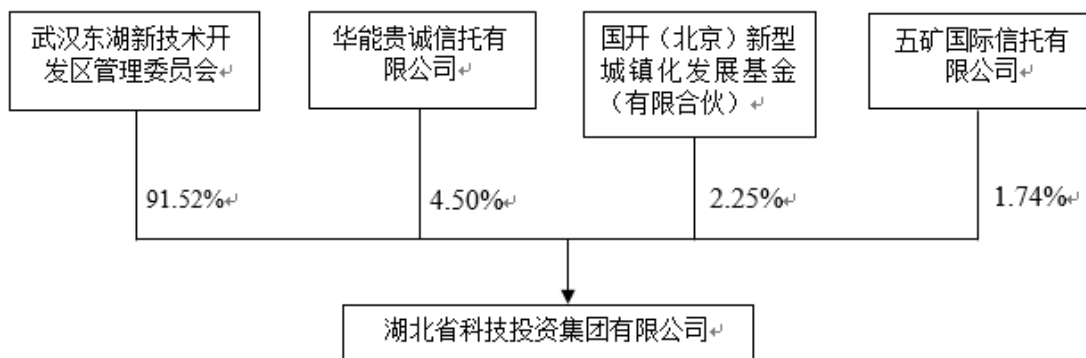 武汉东湖新技术开
发区管理委员会↵
华能贵诚信托有
限公司↵
国开（北京）新型
城镇化发展基金
（有限合伙）↵
五矿国际信托有
限公司↵
91.52%↵
4.50%↵
2.25%↵
1.74%↵
湖北省科技投资集团有限公司↵